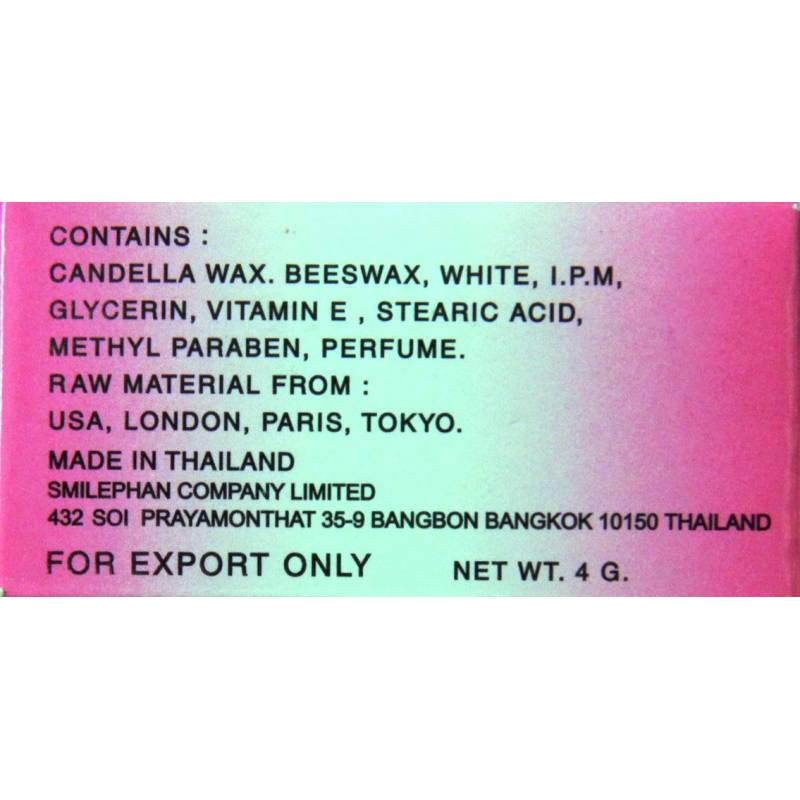 CONTAINS :
CANDELLA WAX. BEESWAX, WHITE, I.P.M,
GLYCERIN, VITAMIN E , STEARIC ACID,
METHYL PARABEN, PERFUME.
RAW MATERIAL FROM :
USA, LONDON, PARIS, TOKYO.
MADE IN THAILAND
SMILEPHAN COMPANY LIMITED
432 SOI PRAYAMONTHAT 35-9 BANGBON BANGKOK 10150 THAILAND
FOR EXPORT ONLY NET WT. 4 G.